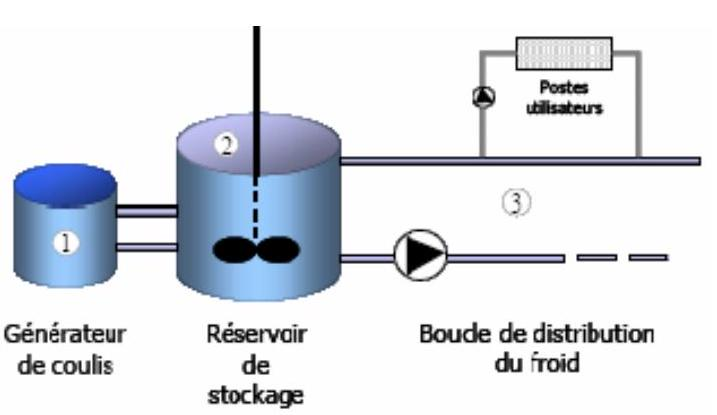 Postes
utilisateurs
2
1
3
Générateur
de coulis
Réservoir
de
stockage
Boucle de distribution
du froid